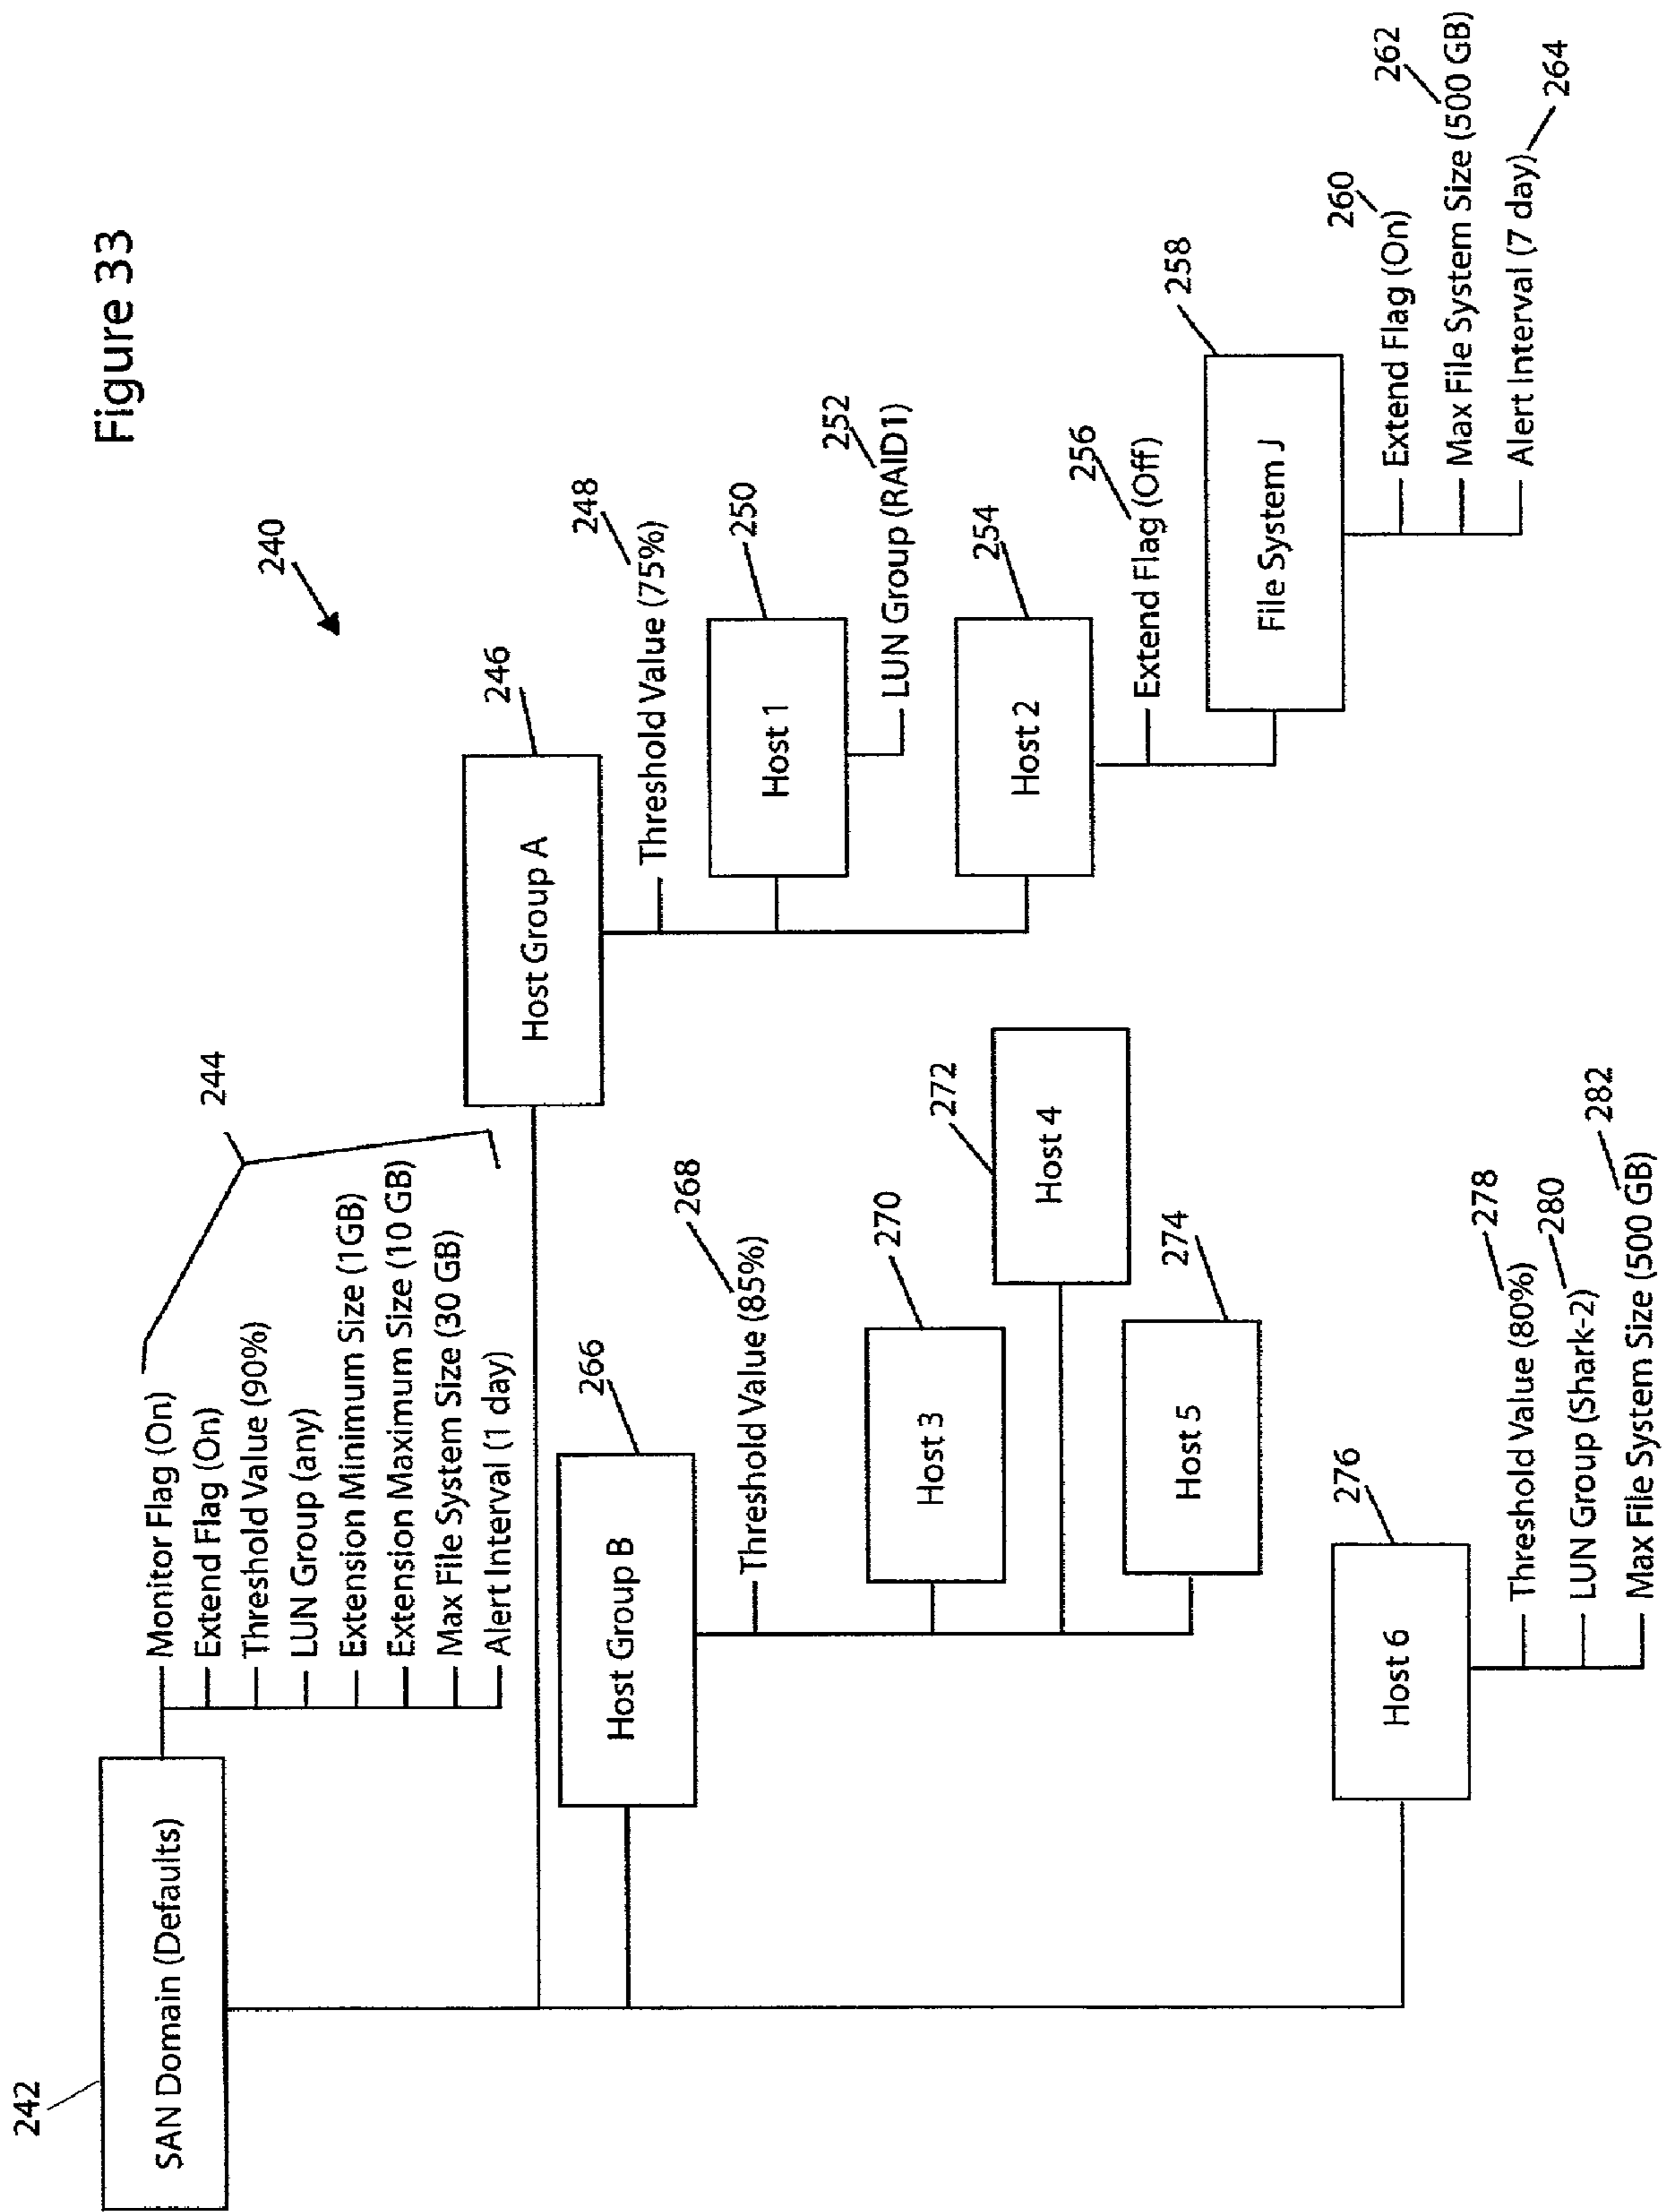 Figure 33
240
242
SAN Domain (Defaults)
Monitor Flag (On)
Extend Flag (On)
Threshold Value (90%)
LUN Group (any)
Extension Minimum Size (1GB)
Extension Maximum Size (10 GB)
Max File System Size (30 GB)
Alert Interval (1 day)
244
246
Host Group A
248
Threshold Value (75%)
250
Host 1
252
LUN Group (RAID1)
254
Host 2
256
Extend Flag (Off)
258
File System J
260
Extend Flag (On)
262
Max File System Size (500 GB)
Alert Interval (7 day)
264
266
Host Group B
268
Threshold Value (85%)
270
Host 3
272
Host 4
274
Host 5
276
Host 6
278
Threshold Value (80%)
280
LUN Group (Shark-2)
282
Max File System Size (500 GB)